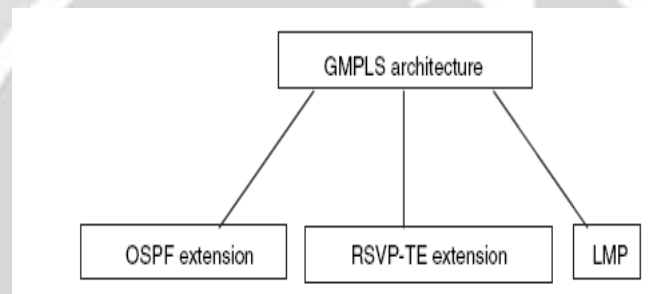 GMPLS architecture
OSPF extension
RSVP-TE extension
LMP